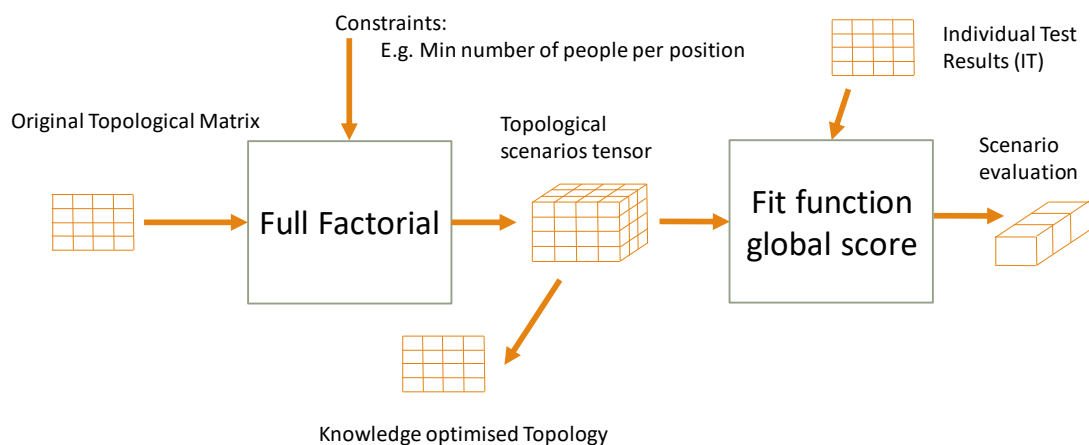 Constraints:
E.g. Min number of people per position
Individual Test
Results (IT)
Original Topological Matrix
Topological
scenarios tensor
Scenario
evaluation
Full Factorial
Fit function
global score
Knowledge optimised Topology